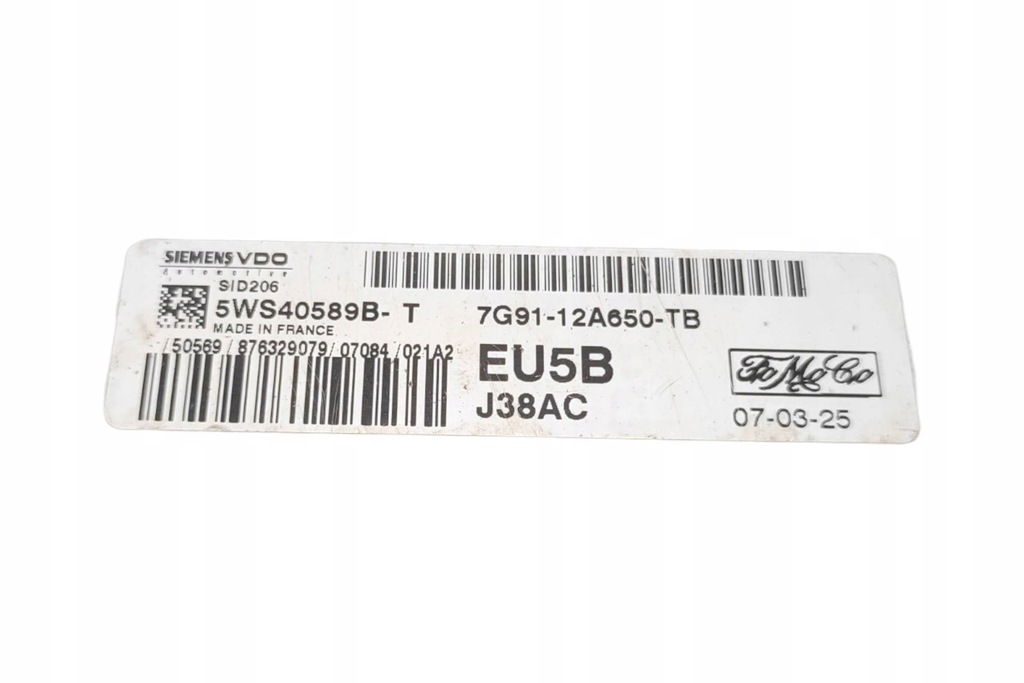 SIEMENS VDO
Automotive
SID206
5WS40589B- T
7G91-12A650-TB
MADE IN FRANCE
/50569/876329079/07084/021A2
EU5B
J38AC
FoMoCo
07-03-25